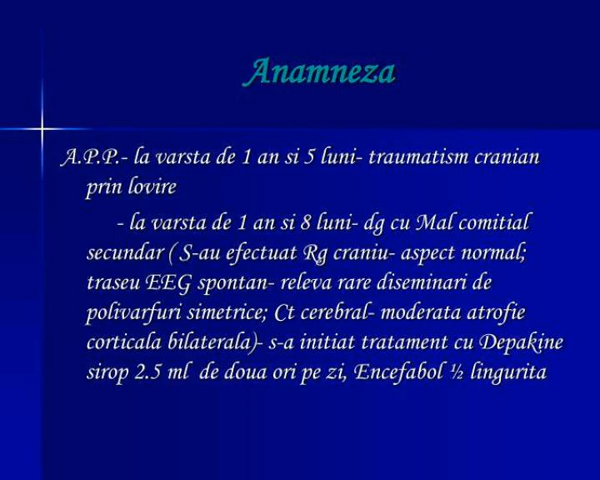 Anamneza
A.P.P.- la varsta de 1 an si 5 luni- traumatism cranian
prin lovire
- la varsta de 1 an si 8 luni- dg cu Mal comitial
secundar ( S-au efectuat Rg craniu- aspect normal;
traseu EEG spontan- releva rare diseminari de
polivarfuri simetrice; Ct cerebral- moderata atrofie
corticala bilaterala)- s-a initiat tratament cu Depakine
sirop 2.5 ml de doua ori pe zi, Encefabol ½ lingurita